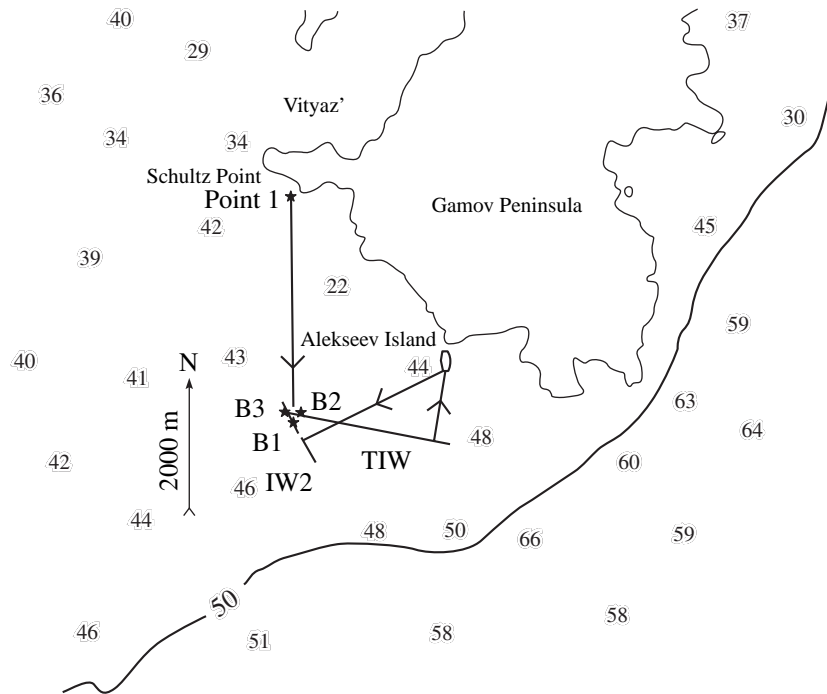 40
37
29
36
Vityaz’
30
34
34
Schultz Point
Point 1
Gamov Peninsula
42
45
39
22
59
Alekseev Island
40
N
43
44
41
63
B3
B2
64
B1
48
TIW
42
60
2000 m
IW2
46
44
48
50
66
59
50
58
46
51
58